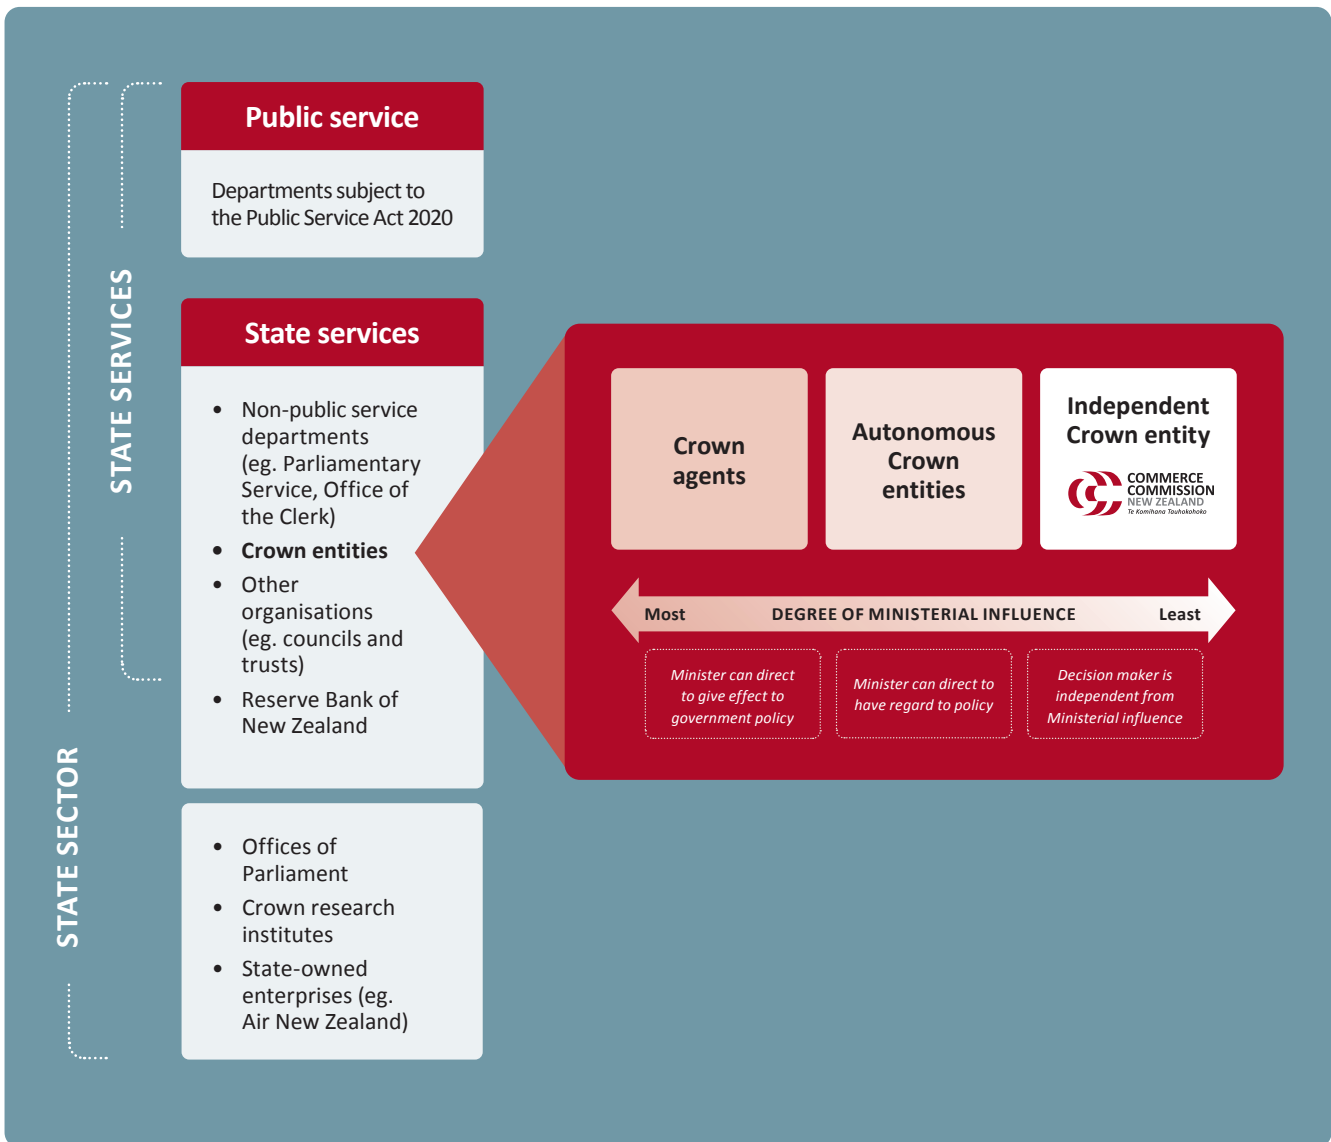 Public service
Departments subject to
the Public Service Act 2020
STATE SERVICES
State services
• Non-public service
departments
(eg. Parliamentary
Service, Office of
the Clerk)
• Crown entities
• Other
organisations
(eg. councils and
trusts)
• Reserve Bank of
New Zealand
STATE SECTOR
• Offices of
Parliament
• Crown research
institutes
• State-owned
enterprises (eg.
Air New Zealand)
Crown
agents
Autonomous
Crown
entities
Independent
Crown entity
COMMERCE
COMMISSION
NEW ZEALAND
Te Komihana Tauhokohoko
Most
DEGREE OF MINISTERIAL INFLUENCE
Least
Minister can direct
to give effect to
government policy
Minister can direct to
have regard to policy
Decision maker is
independent from
Ministerial influence